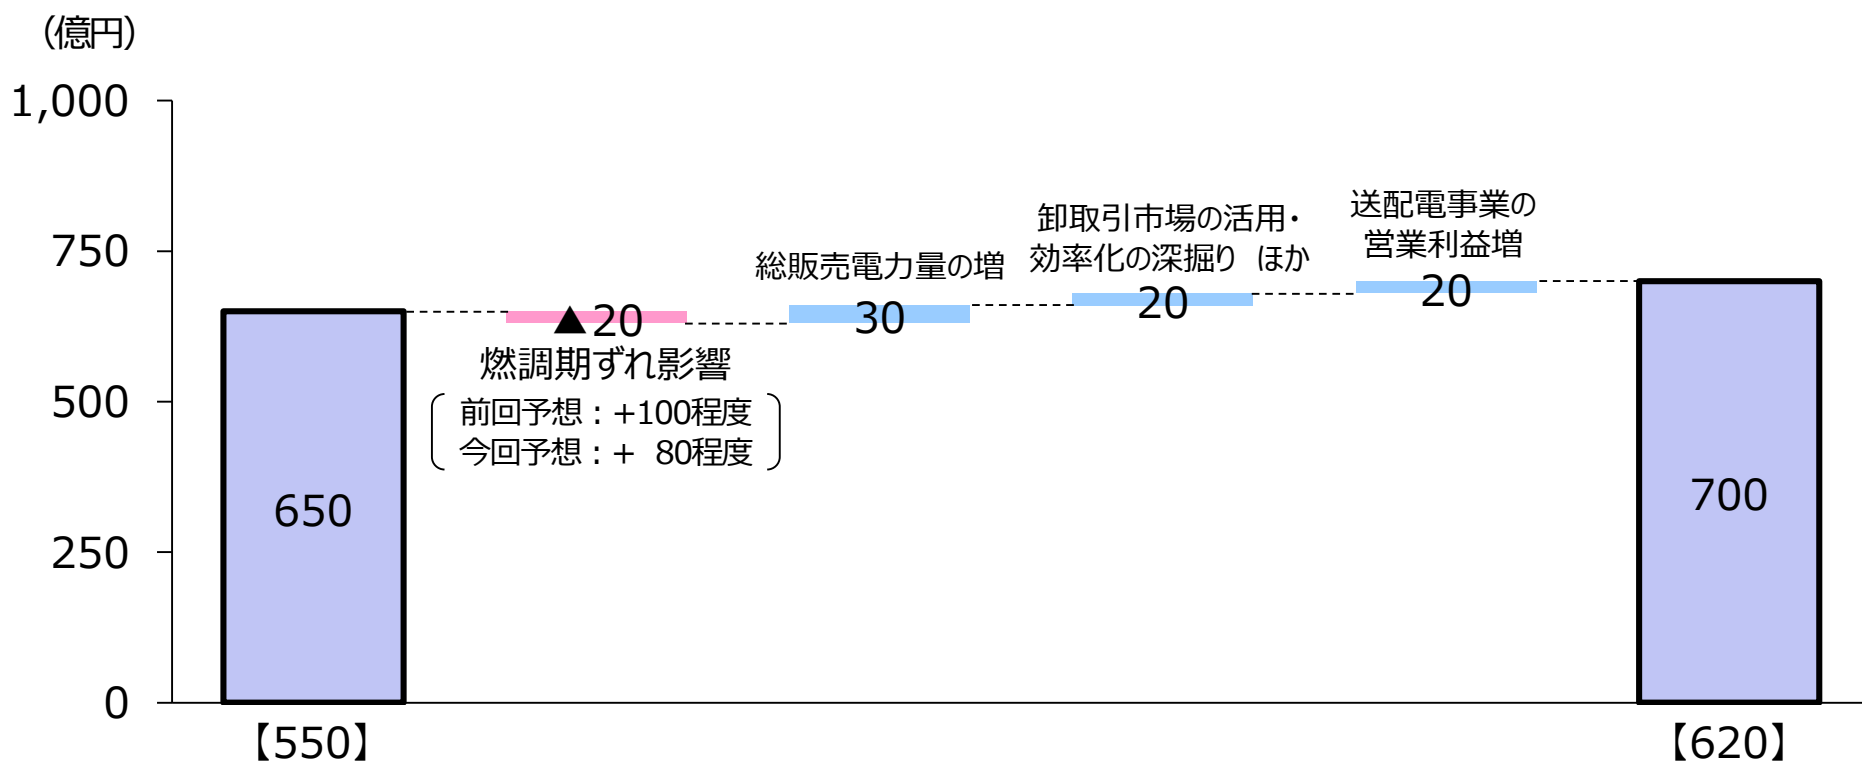 （億円）
1,000
750
500
250
0
650
【550】
▲20
燃調期ずれ影響
前回予想：+100程度
今回予想：+ 80程度
総販売電力量の増
30
卸取引市場の活用・
効率化の深掘り ほか
20
送配電事業の
営業利益増
20
700
【620】